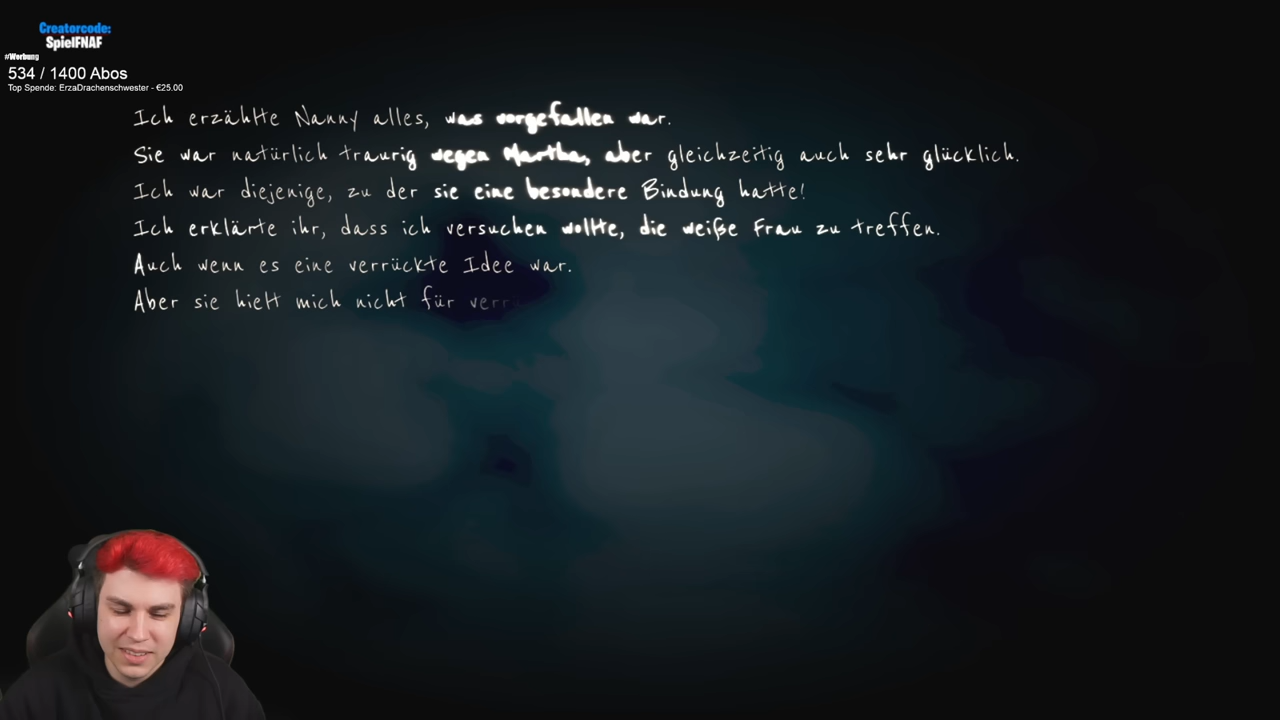 Creatorcode:
SpielFNAF
#Werbung
534 / 1400 Abos
Top Spende: ErzaDrachenschwester - €25.00
Ich erzählte Nanny alles, was vorgefallen war.
Sie war natürlich traurig wegen Martha, aber gleichzeitig auch sehr glücklich.
Ich war diejenige, zu der sie eine besondere Bindung hatte!
Ich erklärte ihr, dass ich versuchen wollte, die weiße Frau zu treffen.
Auch wenn es eine verrückte Idee war.
Aber sie hielt mich nicht für verr